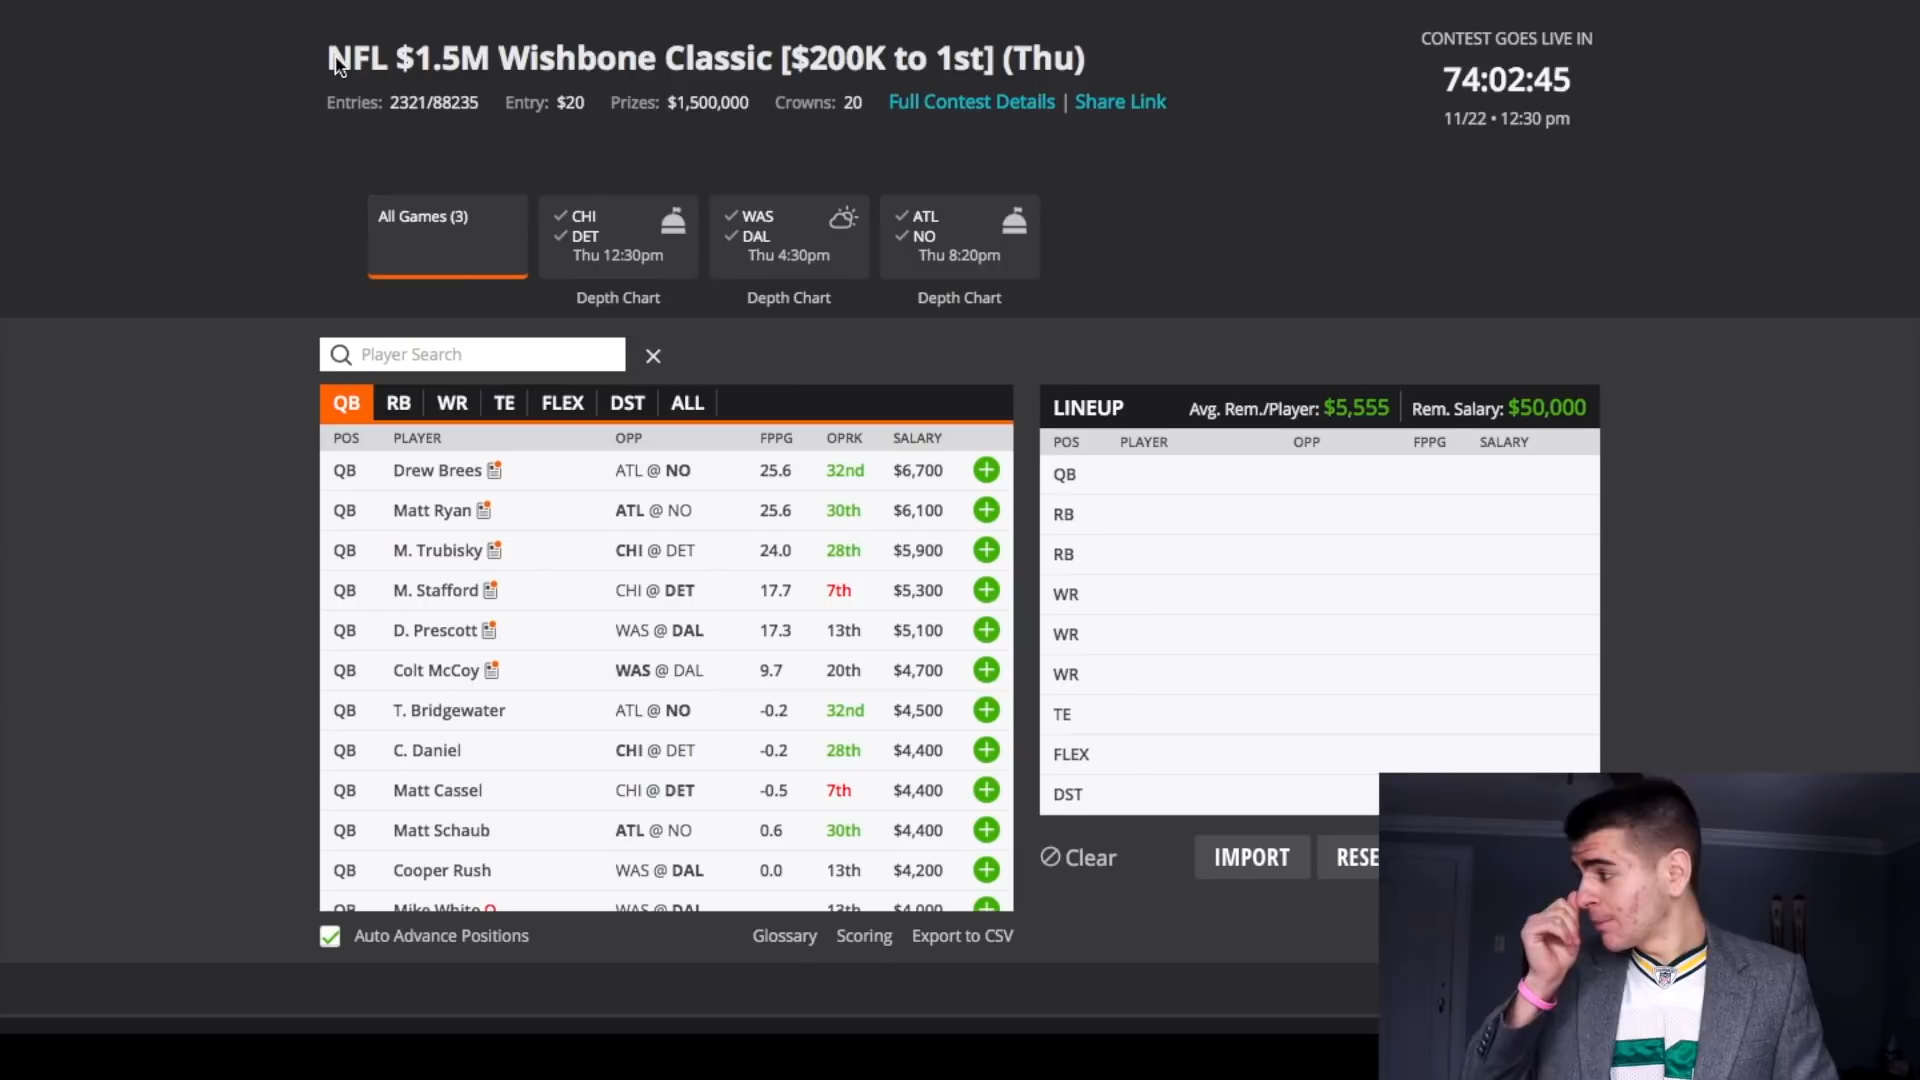 NFL $1.5M Wishbone Classic [$200K to 1st] (Thu)
Entries: 2321/88235 Entry: $20 Prizes: $1,500,000 Crowns: 20 Full Contest Details | Share Link
CONTEST GOES LIVE IN
74:02:45
11/22 • 12:30 pm
All Games (3)
CHI
DET
Thu 12:30pm
Depth Chart
WAS
DAL
Thu 4:30pm
Depth Chart
ATL
NO
Thu 8:20pm
Depth Chart
Player Search
QB RB WR TE FLEX DST ALL
POS PLAYER OPP FPPG OPRK SALARY
QB Drew Brees ATL @ NO 25.6 32nd $6,700
QB Matt Ryan ATL @ NO 25.6 30th $6,100
QB M. Trubisky CHI @ DET 24.0 28th $5,900
QB M. Stafford CHI @ DET 17.7 7th $5,300
QB D. Prescott WAS @ DAL 17.3 13th $5,100
QB Colt McCoy WAS @ DAL 9.7 20th $4,700
QB T. Bridgewater ATL @ NO -0.2 32nd $4,500
QB C. Daniel CHI @ DET -0.2 28th $4,400
QB Matt Cassel CHI @ DET -0.5 7th $4,400
QB Matt Schaub ATL @ NO 0.6 30th $4,400
QB Cooper Rush WAS @ DAL 0.0 13th $4,200
QB Mike White Q WAS @ DAL 13th $4,000
Auto Advance Positions
Glossary Scoring Export to CSV
LINEUP Avg. Rem./Player: $5,555 Rem. Salary: $50,000
POS PLAYER OPP FPPG SALARY
QB
RB
RB
WR
WR
WR
TE
FLEX
DST
Clear IMPORT RESE